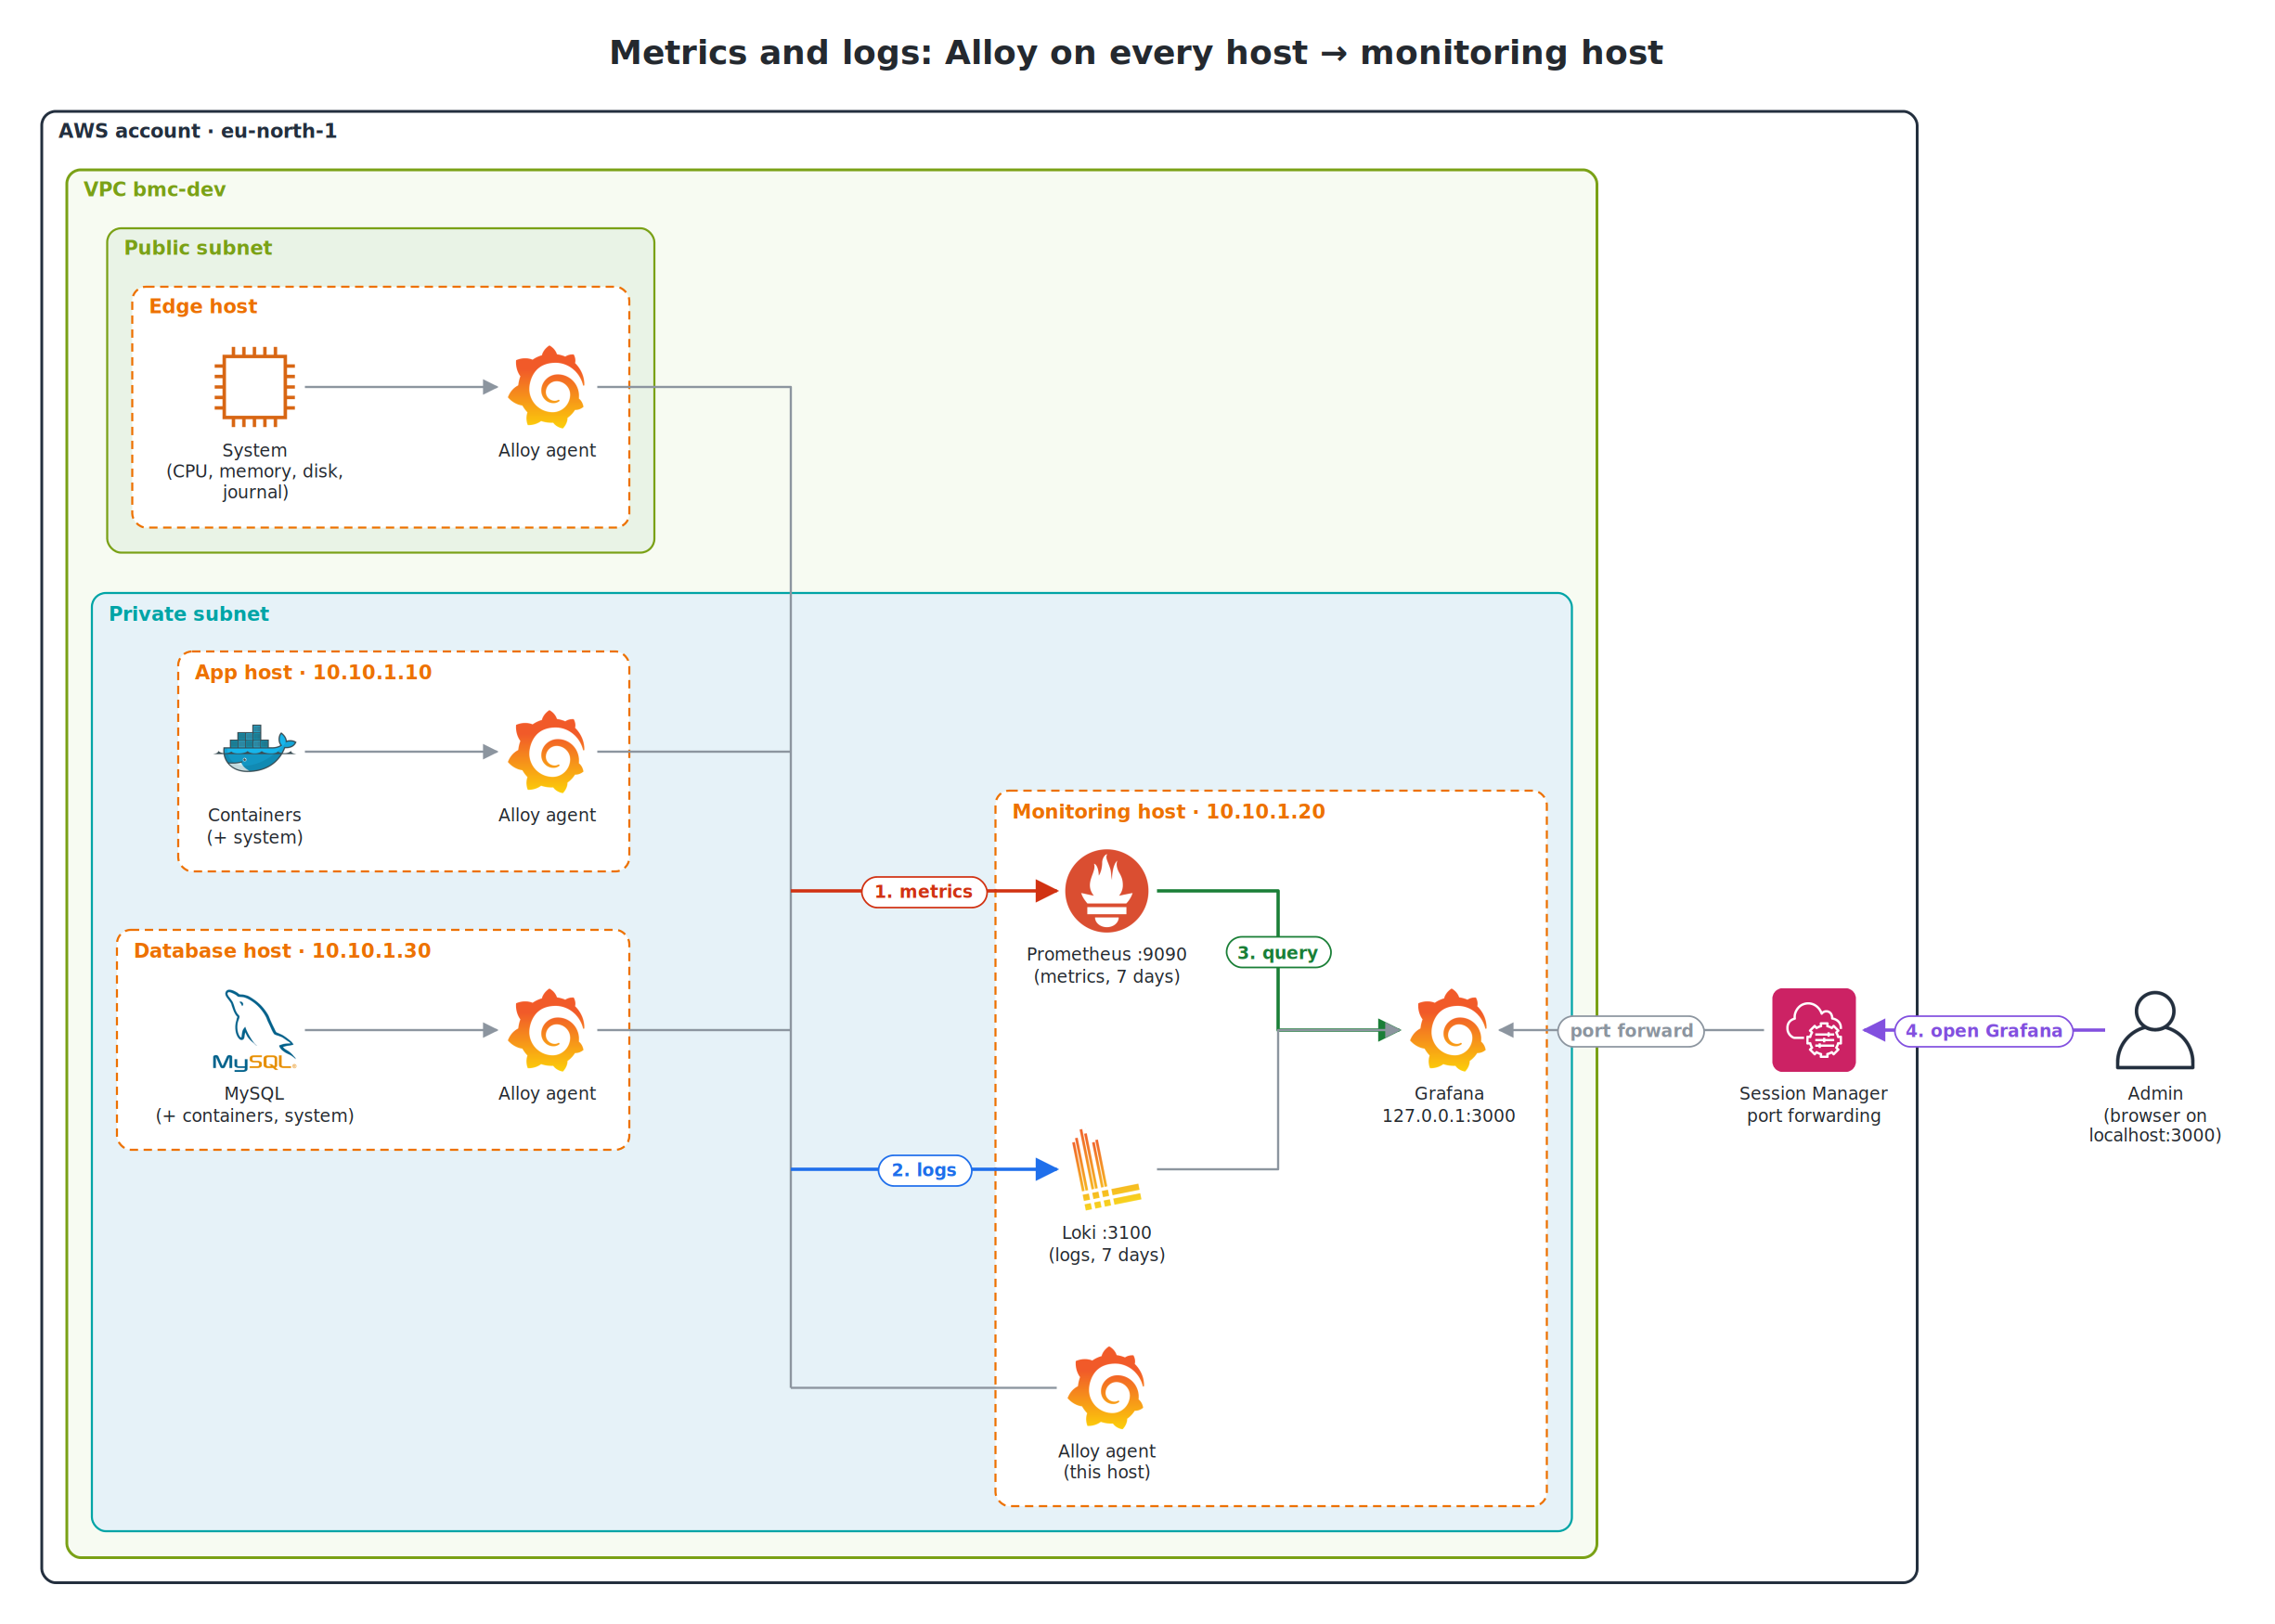 Metrics and logs: Alloy on every host → monitoring host
AWS account · eu-north-1
VPC bmc-dev
Public subnet
Edge host
System
(CPU, memory, disk,
journal)
Alloy agent
Private subnet
App host · 10.10.1.10
Containers
(+ system)
Alloy agent
Database host · 10.10.1.30
MySQL®
MySQL
(+ containers, system)
Alloy agent
1. metrics
2. logs
Monitoring host · 10.10.1.20
Prometheus :9090
(metrics, 7 days)
3. query
Grafana
127.0.0.1:3000
Loki :3100
(logs, 7 days)
Alloy agent
(this host)
port forward
Session Manager
port forwarding
4. open Grafana
Admin
(browser on
localhost:3000)